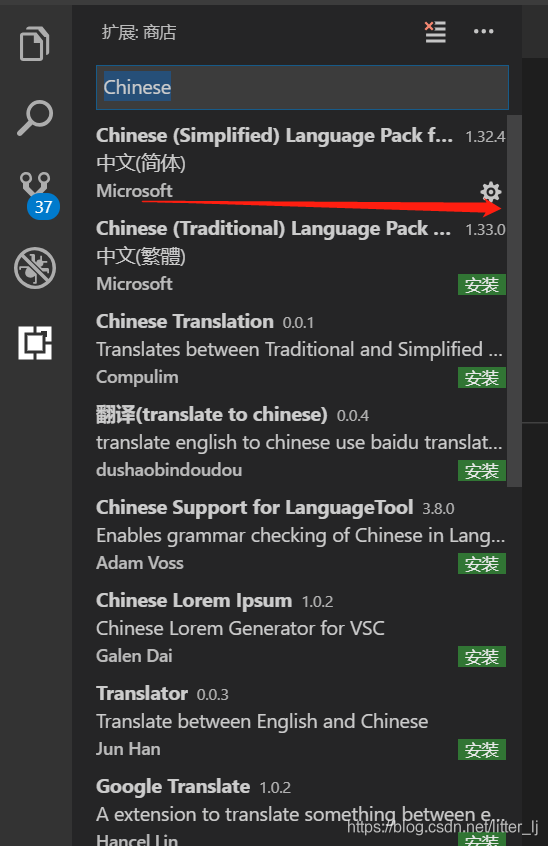 扩展: 商店
Chinese
Chinese (Simplified) Language Pack f... 1.32.4
中文(简体)
Microsoft
37
Chinese (Traditional) Language Pack ... 1.33.0
中文(繁體)
Microsoft 安装
Chinese Translation 0.0.1
Translates between Traditional and Simplified ...
Compulim 安装
翻译(translate to chinese) 0.0.4
translate english to chinese use baidu translat...
dushaobindoudou 安装
Chinese Support for LanguageTool 3.8.0
Enables grammar checking of Chinese in Lang...
Adam Voss 安装
Chinese Lorem Ipsum 1.0.2
Chinese Lorem Generator for VSC
Galen Dai 安装
Translator 0.0.3
Translate between English and Chinese
Jun Han 安装
Google Translate 1.0.2
A extension to translate something between e...
https://blog.csdn.net/lifter_lj
Hancel Lin 安装